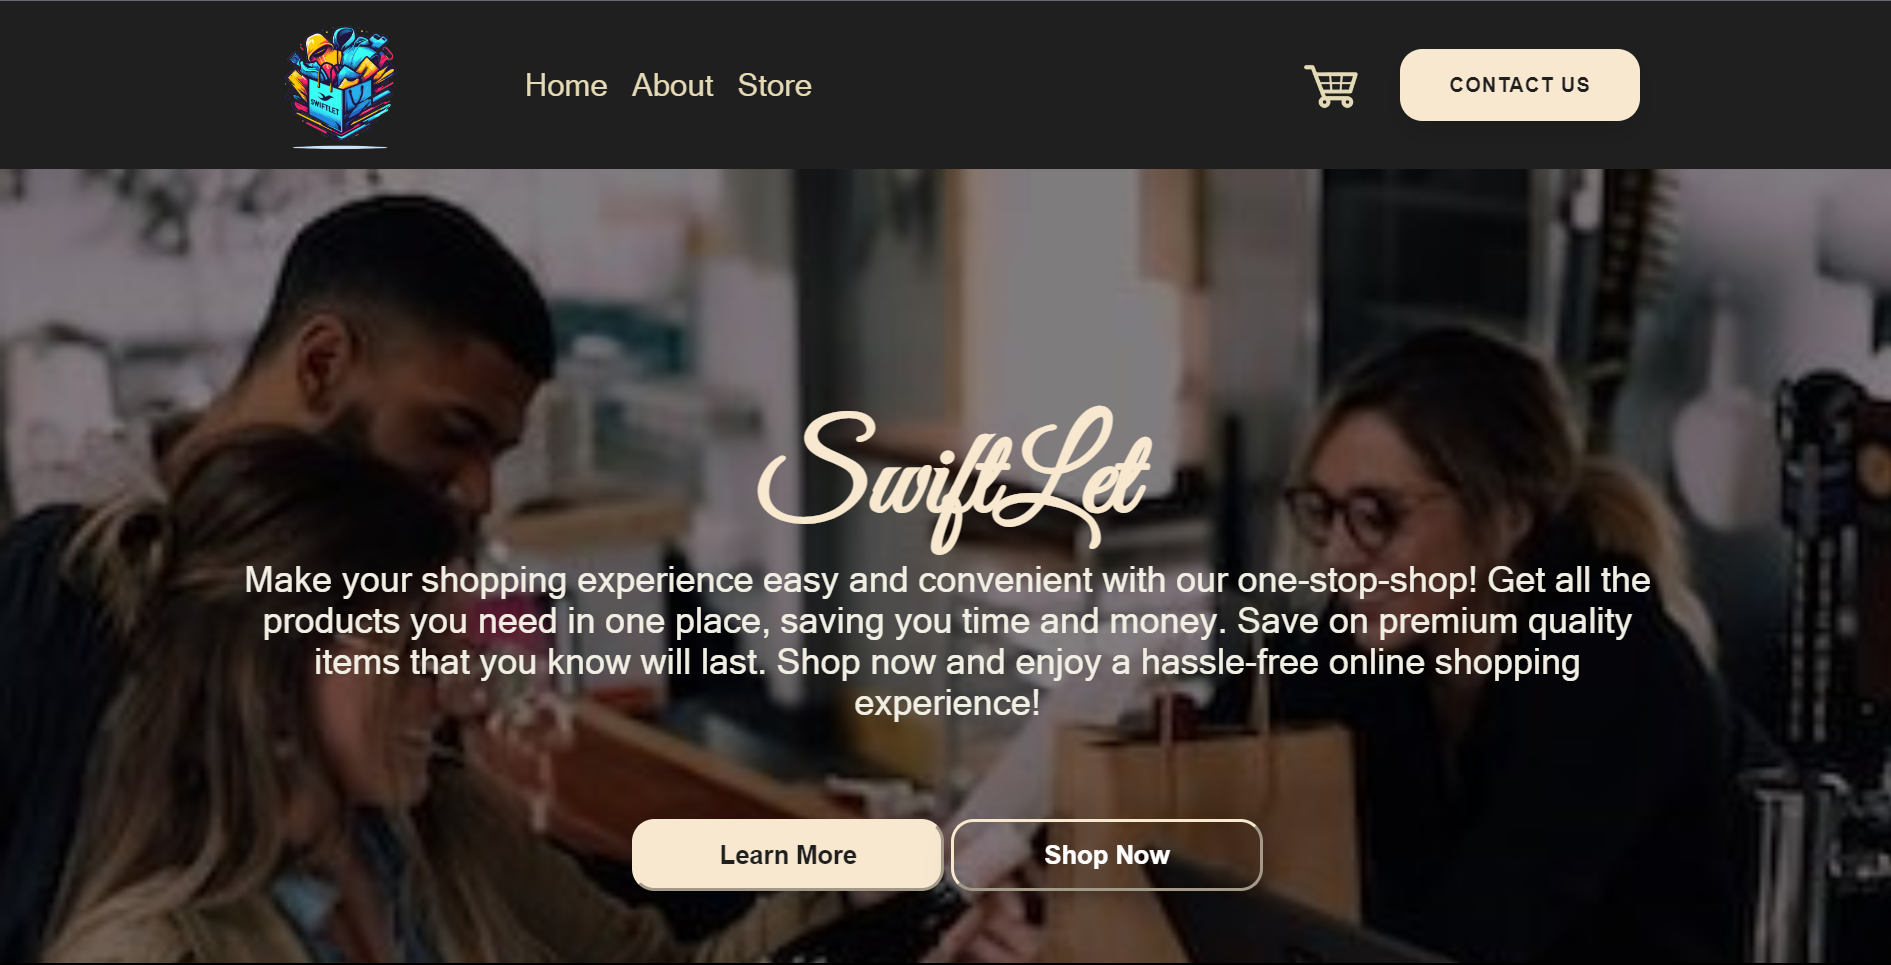 SWIFTLET
Home About Store
CONTACT US
SwiftLet
Make your shopping experience easy and convenient with our one-stop-shop! Get all the
products you need in one place, saving you time and money. Save on premium quality
items that you know will last. Shop now and enjoy a hassle-free online shopping
experience!
Learn More Shop Now